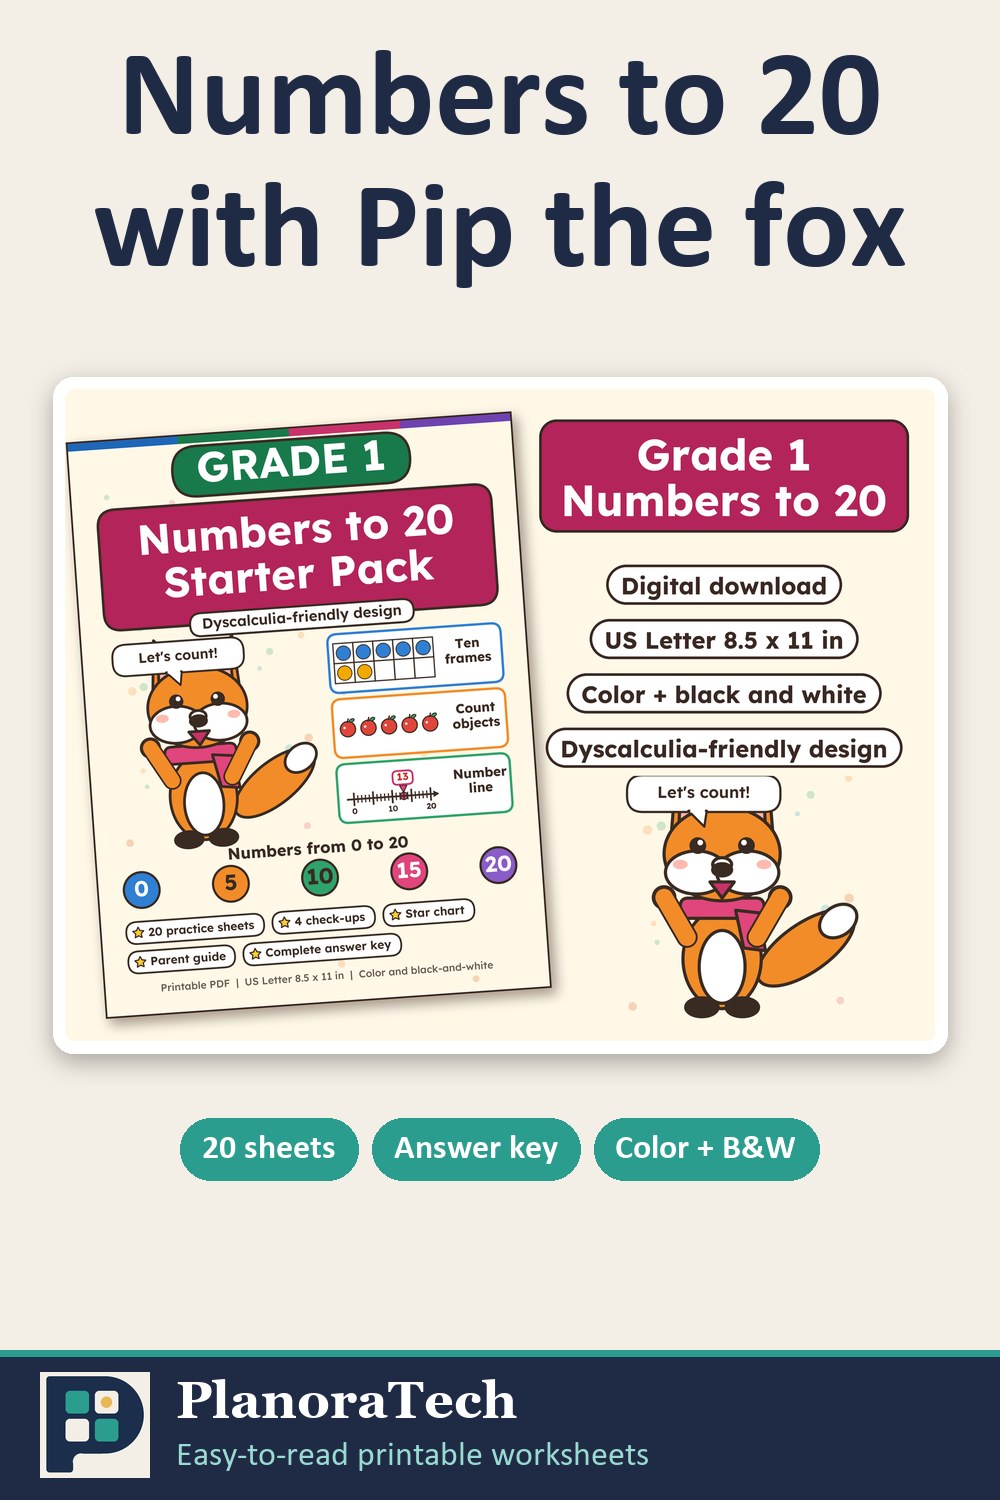 Numbers to 20
with Pip the fox
GRADE 1
Numbers to 20
Starter Pack
Dyscalculia-friendly design
Let's count!
Ten
frames
Count
objects
13
0 10 20
Number
line
Numbers from 0 to 20
0 5 10 15 20
20 practice sheets
4 check-ups
Star chart
Parent guide
Complete answer key
Printable PDF | US Letter 8.5 x 11 in | Color and black-and-white
Grade 1
Numbers to 20
Digital download
US Letter 8.5 x 11 in
Color + black and white
Dyscalculia-friendly design
Let's count!
20 sheets
Answer key
Color + B&W
PlanoraTech
Easy-to-read printable worksheets